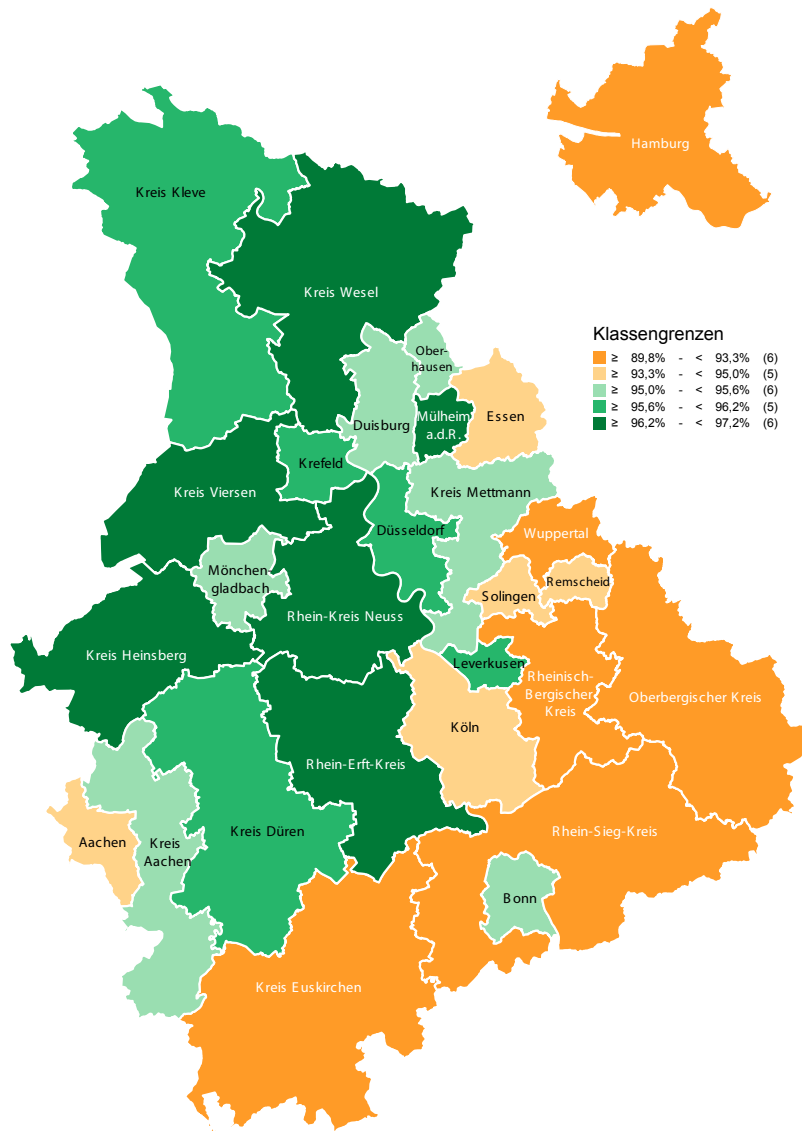 Hamburg
Kreis Kleve
Kreis Wesel
Klassengrenzen
≥ 89,8% - < 93,3% (6)
≥ 93,3% - < 95,0% (5)
≥ 95,0% - < 95,6% (6)
≥ 95,6% - < 96,2% (5)
≥ 96,2% - < 97,2% (6)
Ober-
hausen
Mülheim
a.d.R.
Essen
Duisburg
Krefeld
Kreis Viersen
Kreis Mettmann
Düsseldorf
Wuppertal
Mönchen-
gladbach
Remscheid
Solingen
Rhein-Kreis Neuss
Kreis Heinsberg
Leverkusen
Rheinisch-
Bergischer
Kreis
Oberbergischer Kreis
Köln
Rhein-Erft-Kreis
Rhein-Sieg-Kreis
Kreis Düren
Aachen
Kreis
Aachen
Bonn
Kreis Euskirchen